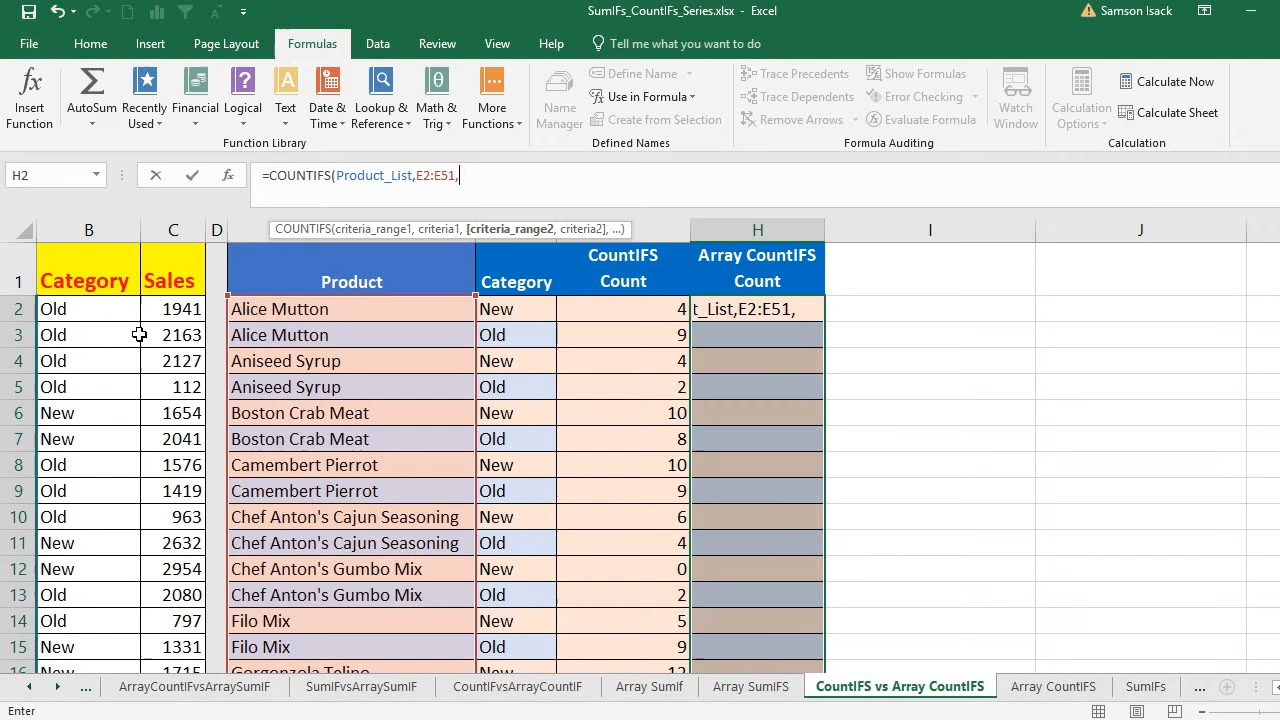 SumIFs_CountIFs_Series.xlsx - Excel
Samson Isack
File Home Insert Page Layout Formulas Data Review View Help Tell me what you want to do
Insert Function
AutoSum
Recently Used
Financial
Logical
Text
Date & Time
Lookup & Reference
Math & Trig
More Functions
Function Library
Name Manager
Define Name
Use in Formula
Create from Selection
Defined Names
Trace Precedents
Trace Dependents
Remove Arrows
Show Formulas
Error Checking
Evaluate Formula
Formula Auditing
Watch Window
Calculation Options
Calculate Now
Calculate Sheet
Calculation
H2 fx =COUNTIFS(Product_List,E2:E51,
COUNTIFS(criteria_range1, criteria1, [criteria_range2, criteria2], ...)
B C D H I J
1 Category Sales Product Category CountIFS Count Array CountIFS Count
2 Old 1941 Alice Mutton New 4 t_List,E2:E51,
3 Old 2163 Alice Mutton Old 9
4 Old 2127 Aniseed Syrup New 4
5 Old 112 Aniseed Syrup Old 2
6 New 1654 Boston Crab Meat New 10
7 New 2041 Boston Crab Meat Old 8
8 Old 1576 Camembert Pierrot New 10
9 Old 1419 Camembert Pierrot Old 9
10 Old 963 Chef Anton's Cajun Seasoning New 6
11 New 2632 Chef Anton's Cajun Seasoning Old 4
12 New 2954 Chef Anton's Gumbo Mix New 0
13 Old 2080 Chef Anton's Gumbo Mix Old 2
14 Old 797 Filo Mix New 5
15 New 1331 Filo Mix Old 9
16 New 1715 Gorgonzola Telino New 12
... ArrayCountIFvsArraySumIF SumIFvsArraySumIF CountIFvsArrayCountIF Array SumIf Array SumIFS CountIFS vs Array CountIFS Array CountIFS SumIFs ...
Enter